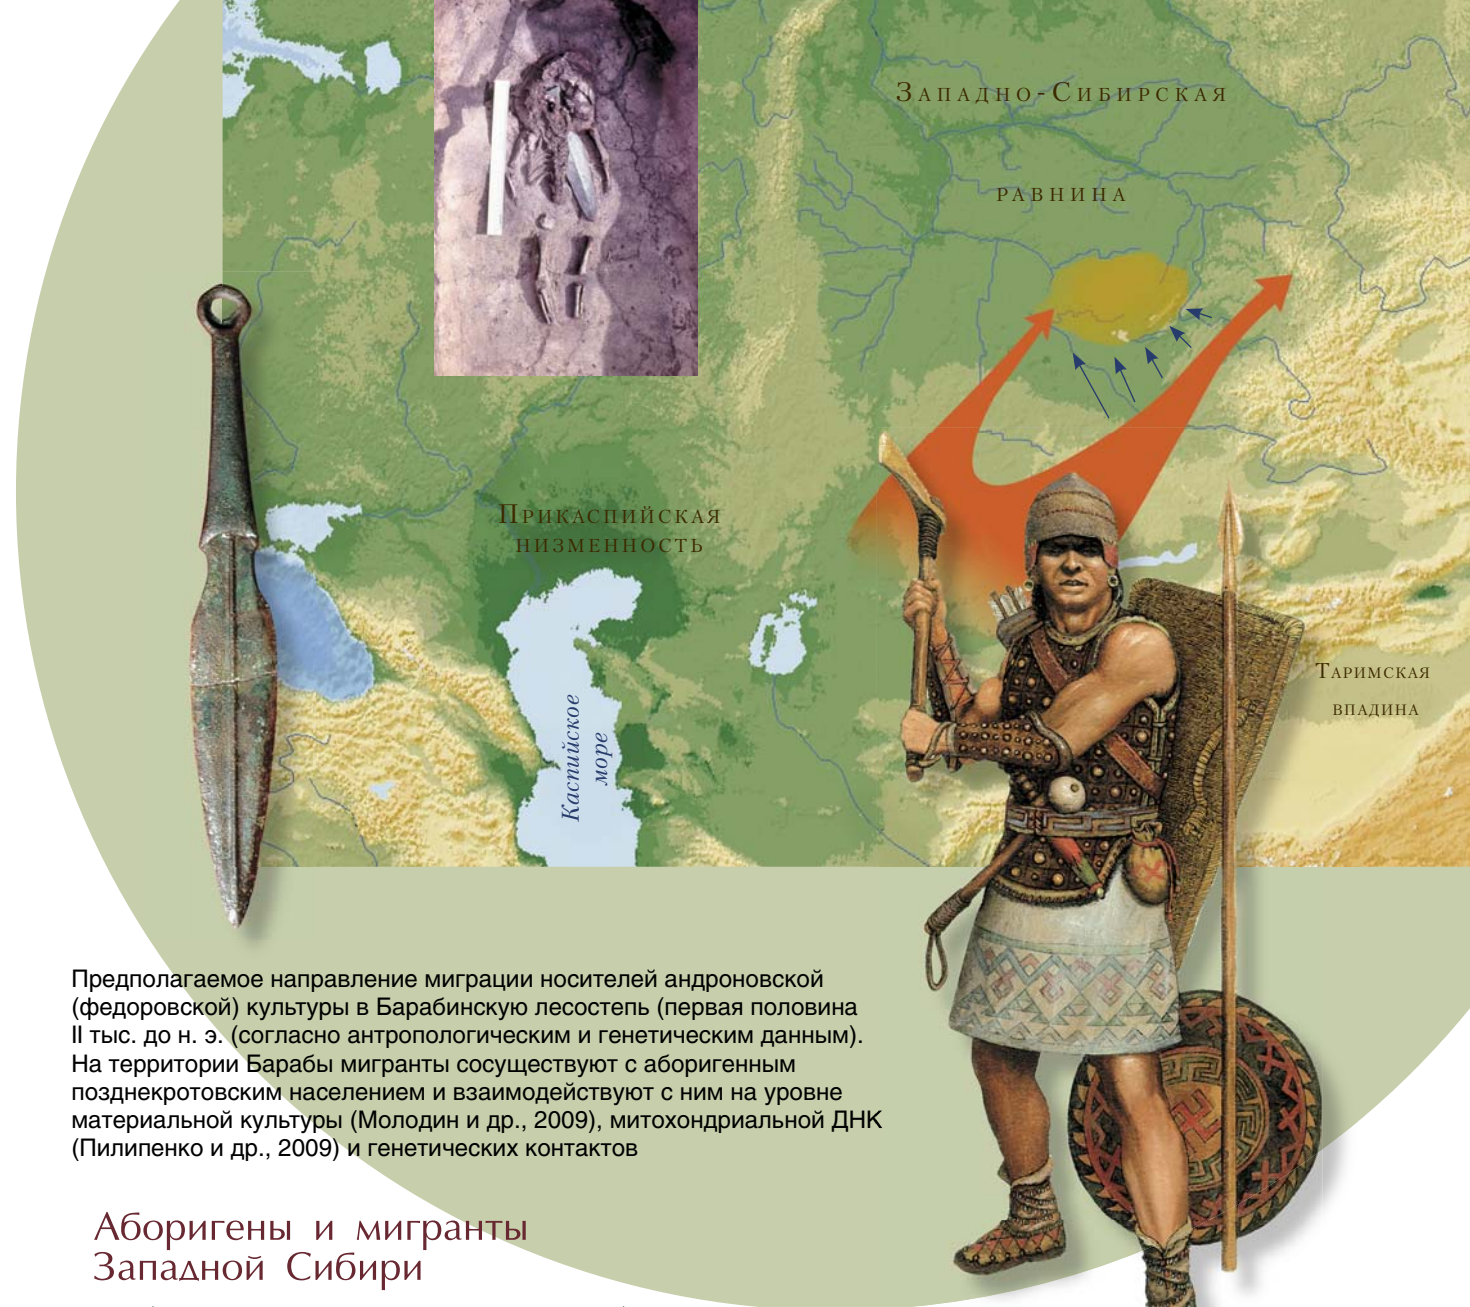 Западно-Сибирская
равнина
Прикаспийская
низменность
Каспийское
море
Таримская
впадина
Предполагаемое направление миграции носителей андроновской
(федоровской) культуры в Барабинскую лесостепь (первая половина
II тыс. до н. э. (согласно антропологическим и генетическим данным).
На территории Барабы мигранты сосуществуют с аборигенным
позднекротовским населением и взаимодействуют с ним на уровне
материальной культуры (Молодин и др., 2009), митохондриальной ДНК
(Пилипенко и др., 2009) и генетических контактов
Аборигены и мигранты
Западной Сибири